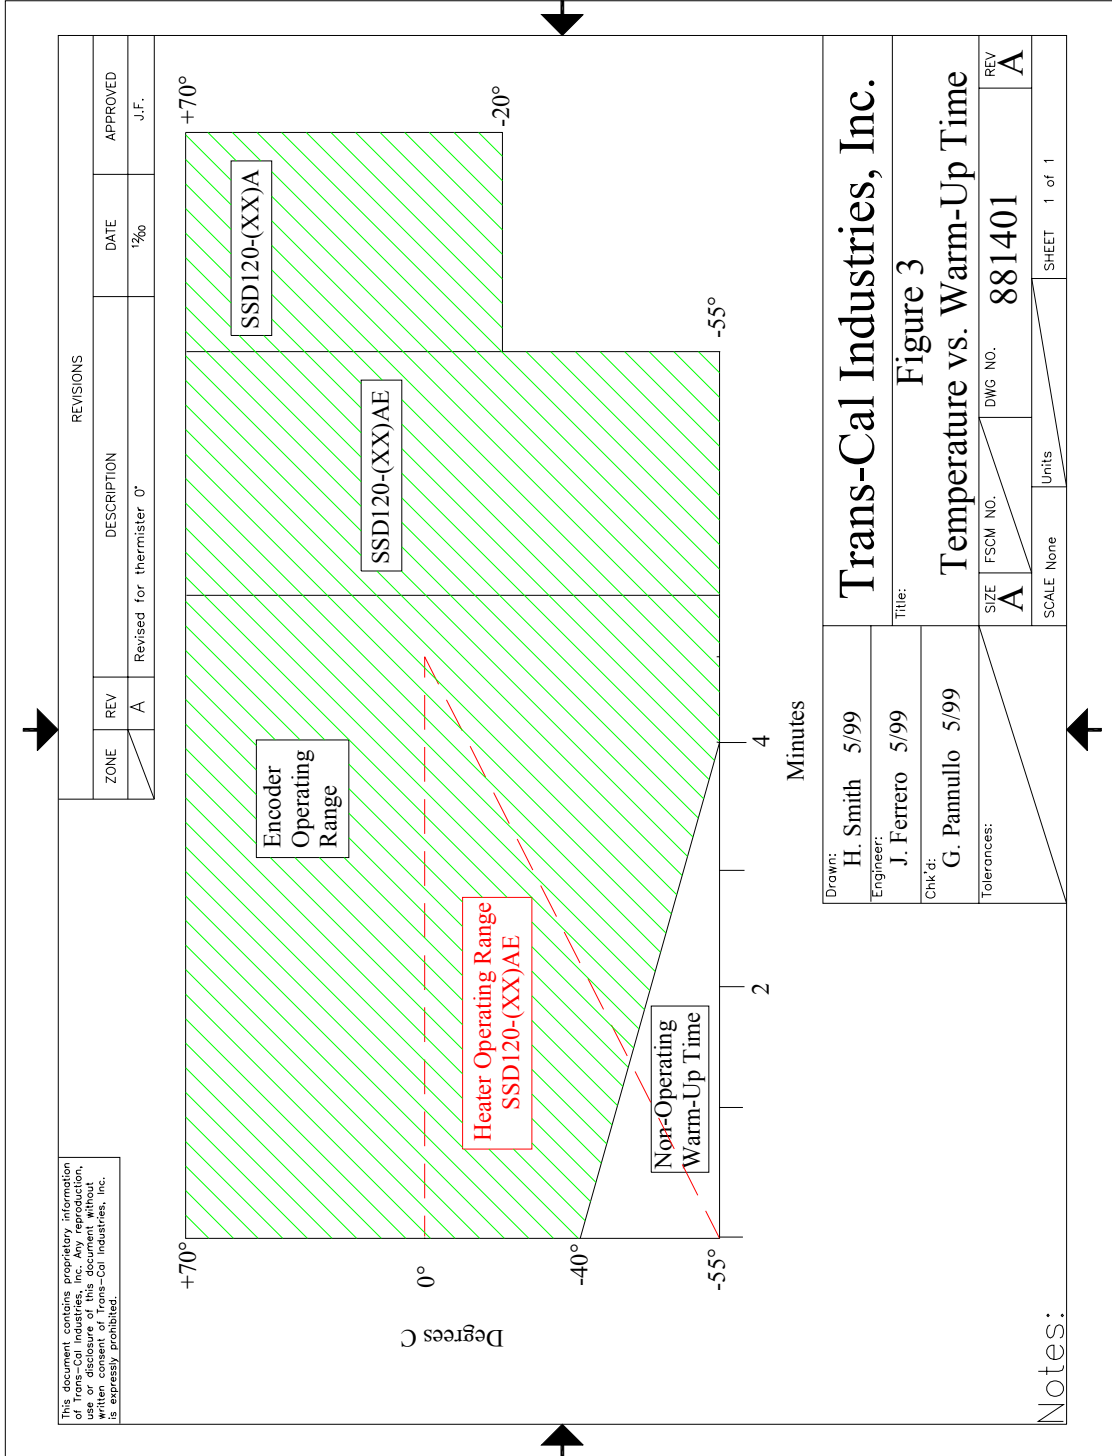 This document contains proprietary information
of Trans-Cal Industries, Inc. Any reproduction,
use or disclosure of this document without
written consent of Trans-Cal Industries, Inc.
is expressly prohibited.
REVISIONS
ZONE REV DESCRIPTION DATE APPROVED
A Revised for thermister 0° 12/00 J.F.
+70°
0°
-40°
-55°
Degrees C
Encoder
Operating
Range
Heater Operating Range
SSD120-(XX)AE
Non-Operating
Warm-Up Time
SSD120-(XX)AE
SSD120-(XX)A
+70°
-20°
-55°
2
4
Minutes
Drawn:
H. Smith 5/99
Engineer:
J. Ferrero 5/99
Chk'd:
G. Pannullo 5/99
Tolerances:
Trans-Cal Industries, Inc.
Title:
Figure 3
Temperature vs. Warm-Up Time
SIZE
A
FSCM NO.
DWG NO.
881401
REV
A
SCALE None
Units
SHEET 1 of 1
Notes: